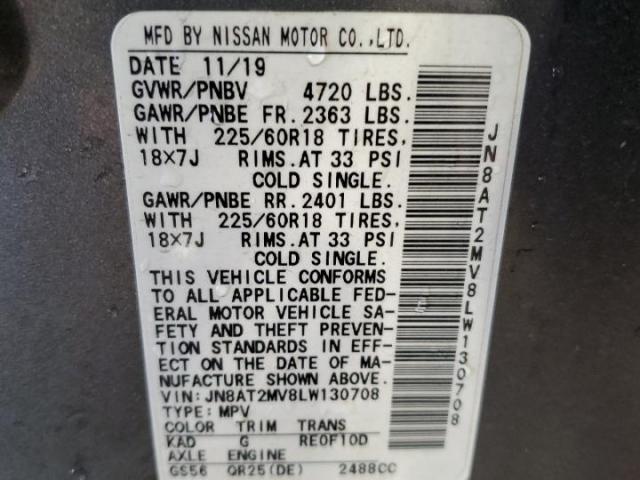 MFD BY NISSAN MOTOR CO.,LTD.
DATE 11/19
GVWR/PNBV 4720 LBS.
GAWR/PNBE FR.2363 LBS.
WITH 225/60R18 TIRES,
18×7J RIMS.AT 33 PSI
COLD SINGLE.
GAWR/PNBE RR.2401 LBS.
WITH 225/60R18 TIRES,
18×7J RIMS.AT 33 PSI
COLD SINGLE.
THIS VEHICLE CONFORMS
TO ALL APPLICABLE FED-
ERAL MOTOR VEHICLE SA-
FETY AND THEFT PREVEN-
TION STANDARDS IN EFF-
ECT ON THE DATE OF MA-
NUFACTURE SHOWN ABOVE.
VIN: JN8AT2MV8LW130708
TYPE: MPV
COLOR TRIM TRANS
KAD G RE0F10D
AXLE ENGINE
GS56 QR25(DE) 2488CC
JN8AT2MV8LW130708